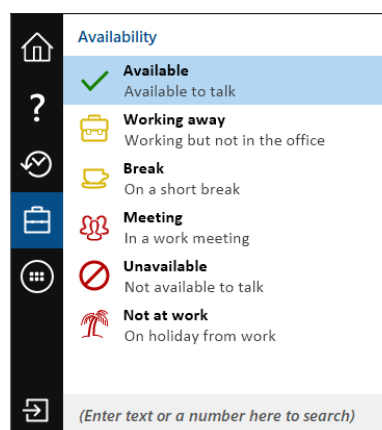 Availability
Available
Available to talk
Working away
Working but not in the office
Break
On a short break
Meeting
In a work meeting
Unavailable
Not available to talk
Not at work
On holiday from work
(Enter text or a number here to search)